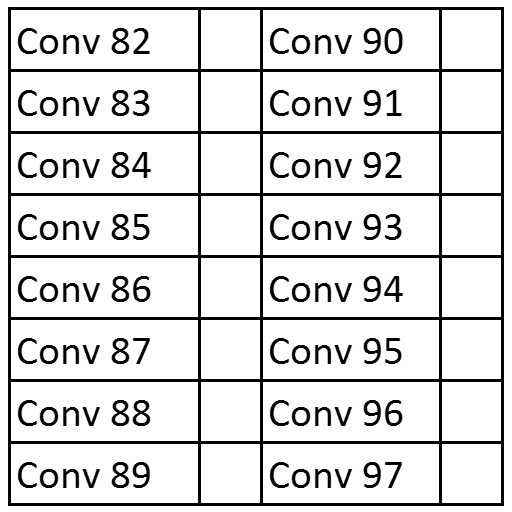 Conv 82 Conv 90
Conv 83 Conv 91
Conv 84 Conv 92
Conv 85 Conv 93
Conv 86 Conv 94
Conv 87 Conv 95
Conv 88 Conv 96
Conv 89 Conv 97